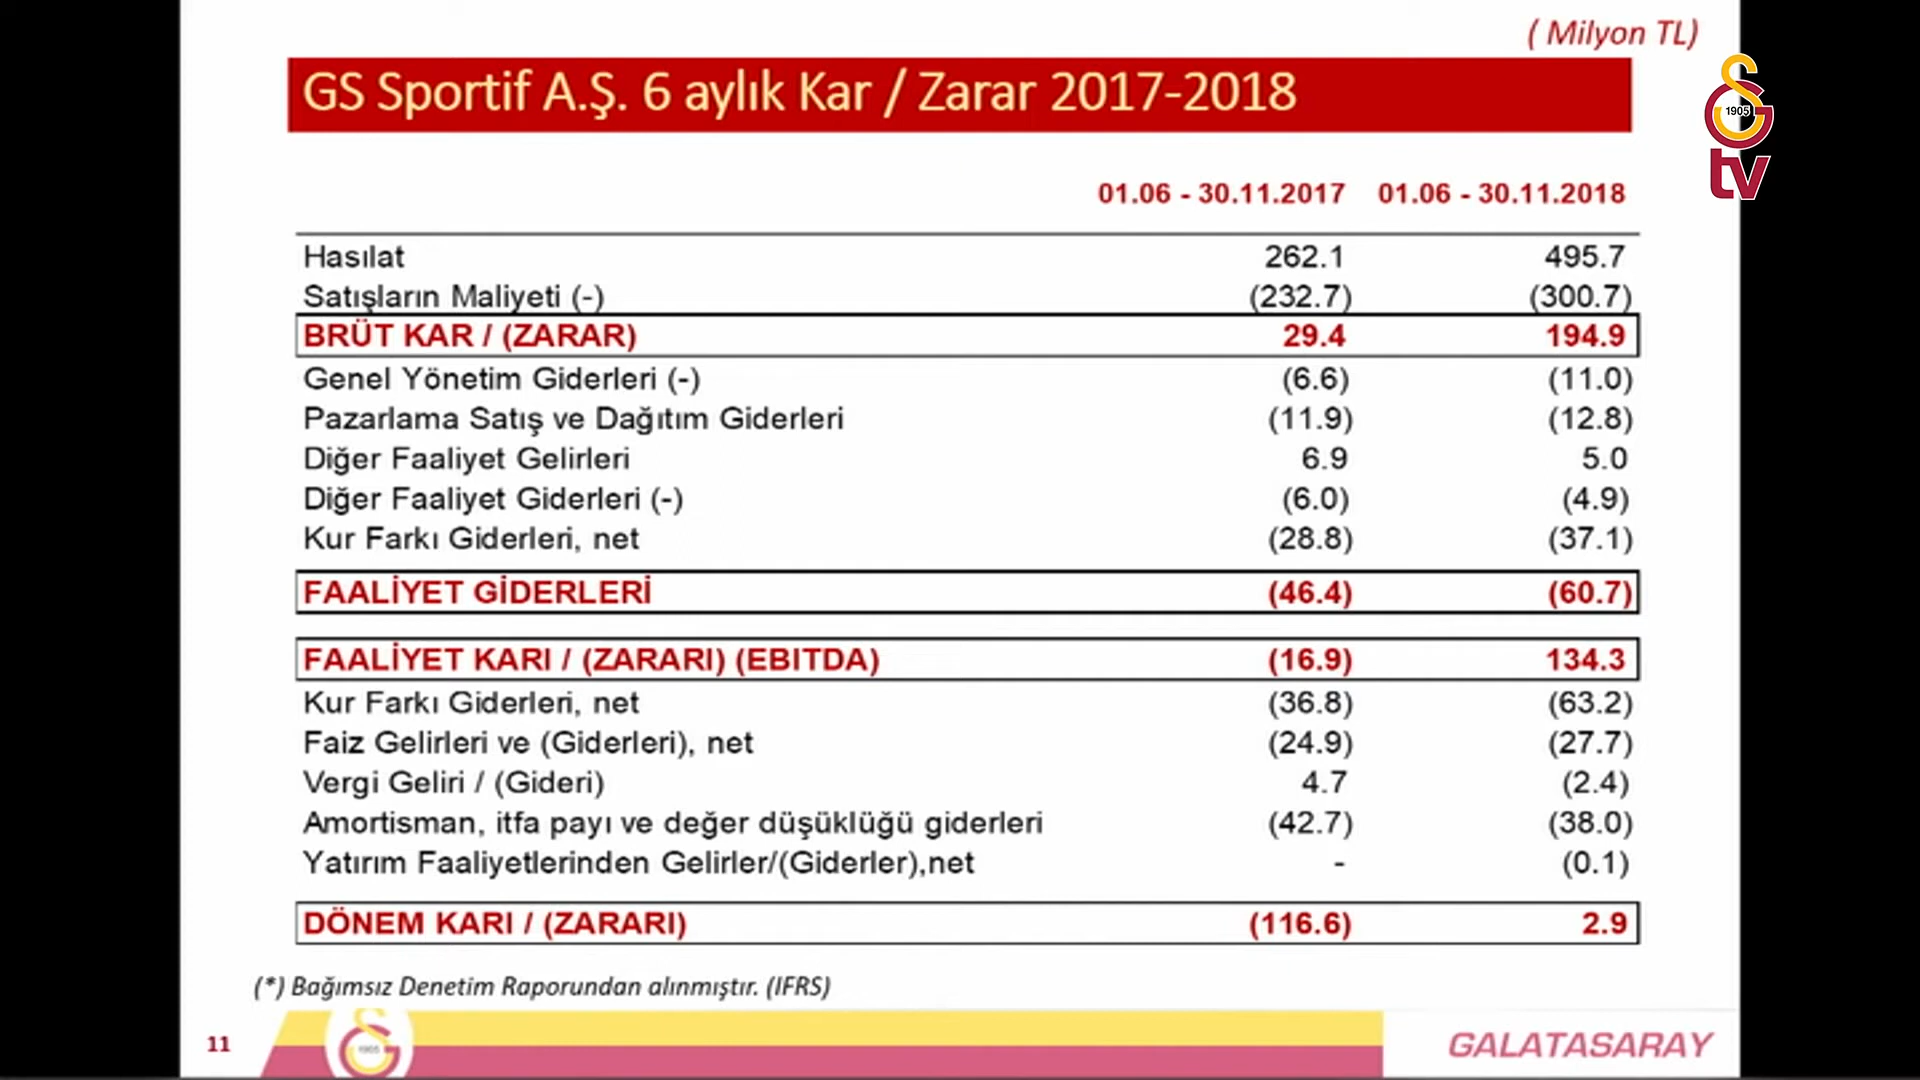 ( Milyon TL)
GS Sportif A.Ş. 6 aylık Kar / Zarar 2017-2018
1905
tv
01.06 - 30.11.2017 01.06 - 30.11.2018
Hasılat 262.1 495.7
Satışların Maliyeti (-) (232.7) (300.7)
BRÜT KAR / (ZARAR) 29.4 194.9
Genel Yönetim Giderleri (-) (6.6) (11.0)
Pazarlama Satış ve Dağıtım Giderleri (11.9) (12.8)
Diğer Faaliyet Gelirleri 6.9 5.0
Diğer Faaliyet Giderleri (-) (6.0) (4.9)
Kur Farkı Giderleri, net (28.8) (37.1)
FAALİYET GİDERLERİ (46.4) (60.7)
FAALİYET KARI / (ZARARI) (EBITDA) (16.9) 134.3
Kur Farkı Giderleri, net (36.8) (63.2)
Faiz Gelirleri ve (Giderleri), net (24.9) (27.7)
Vergi Geliri / (Gideri) 4.7 (2.4)
Amortisman, itfa payı ve değer düşüklüğü giderleri (42.7) (38.0)
Yatırım Faaliyetlerinden Gelirler/(Giderler),net - (0.1)
DÖNEM KARI / (ZARARI) (116.6) 2.9
(*) Bağımsız Denetim Raporundan alınmıştır. (IFRS)
11
1905
GALATASARAY